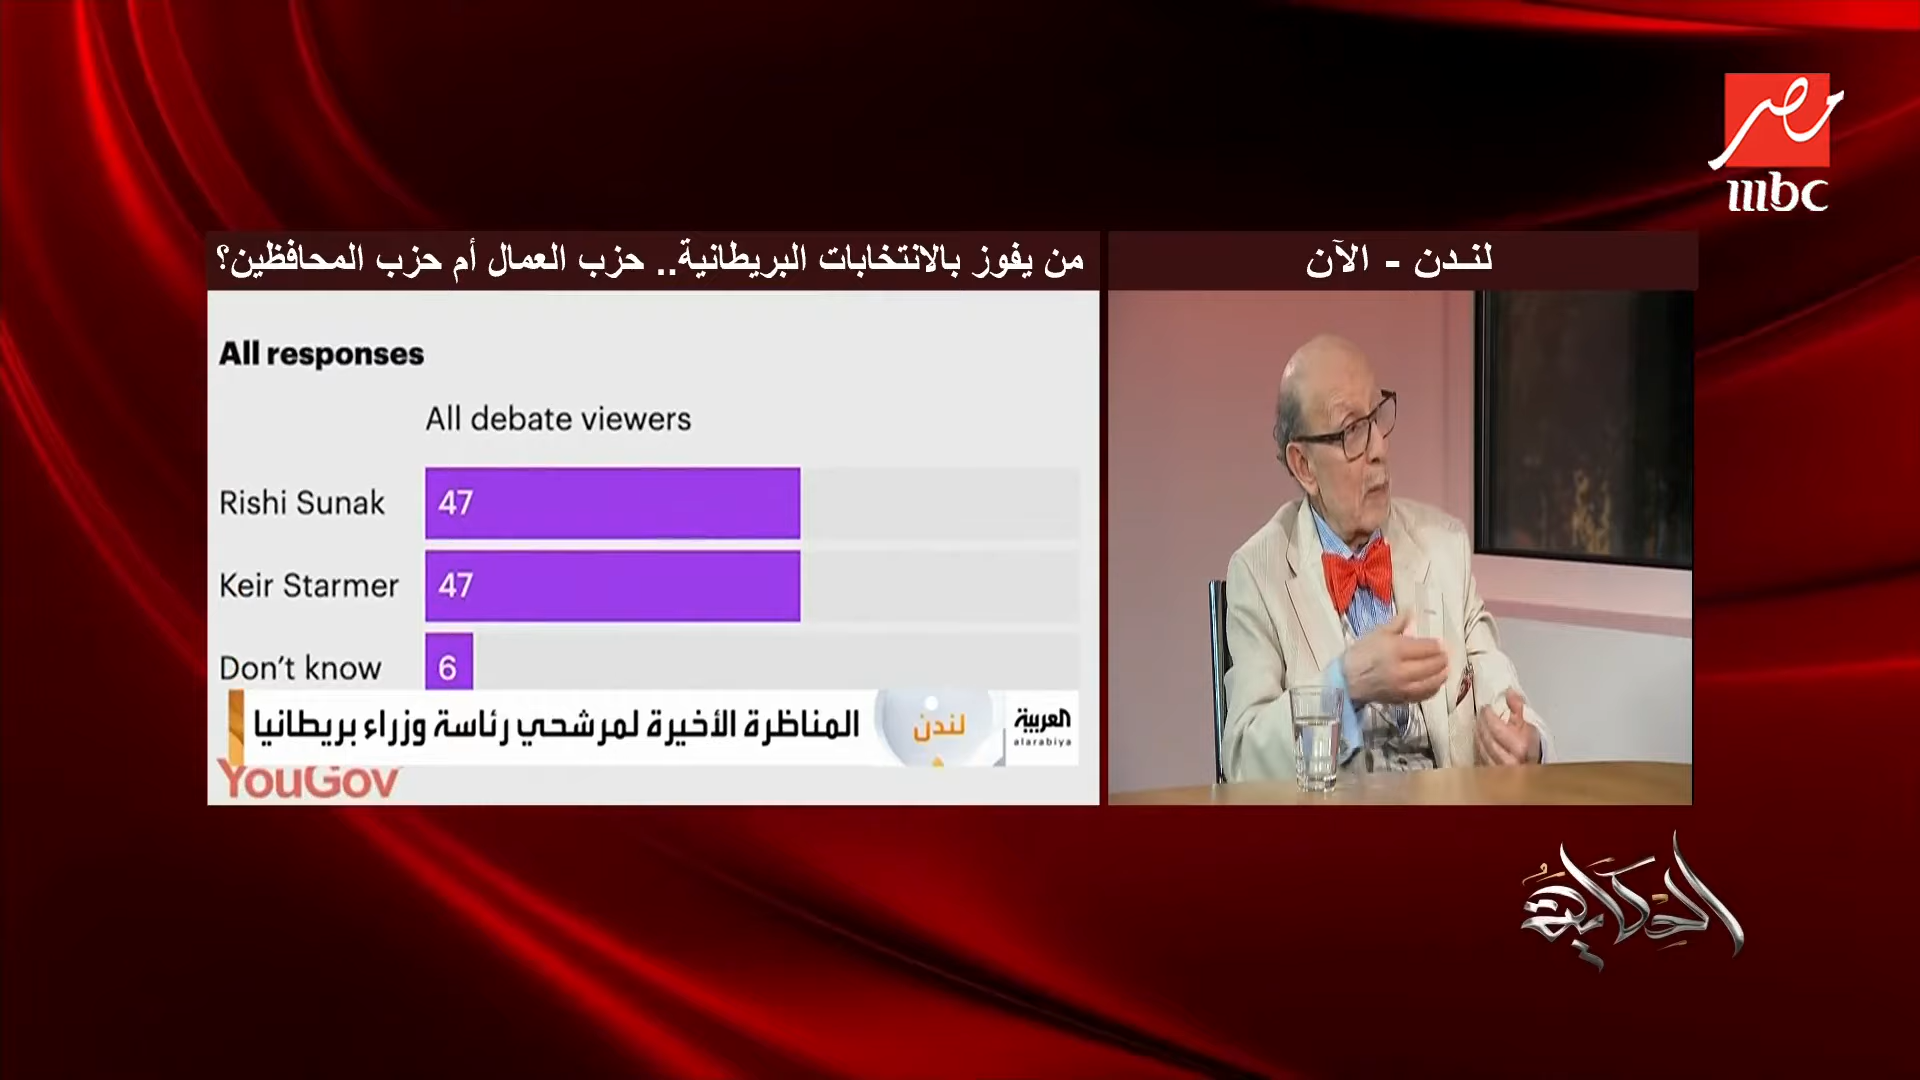 مصر
mbc
لندن - الآن
من يفوز بالانتخابات البريطانية.. حزب العمال أم حزب المحافظين؟
All responses
All debate viewers
Rishi Sunak 47
Keir Starmer 47
Don't know 6
العربية
alarabiya
لندن
المناظرة الأخيرة لمرشحي رئاسة وزراء بريطانيا
YouGov
الحكاية